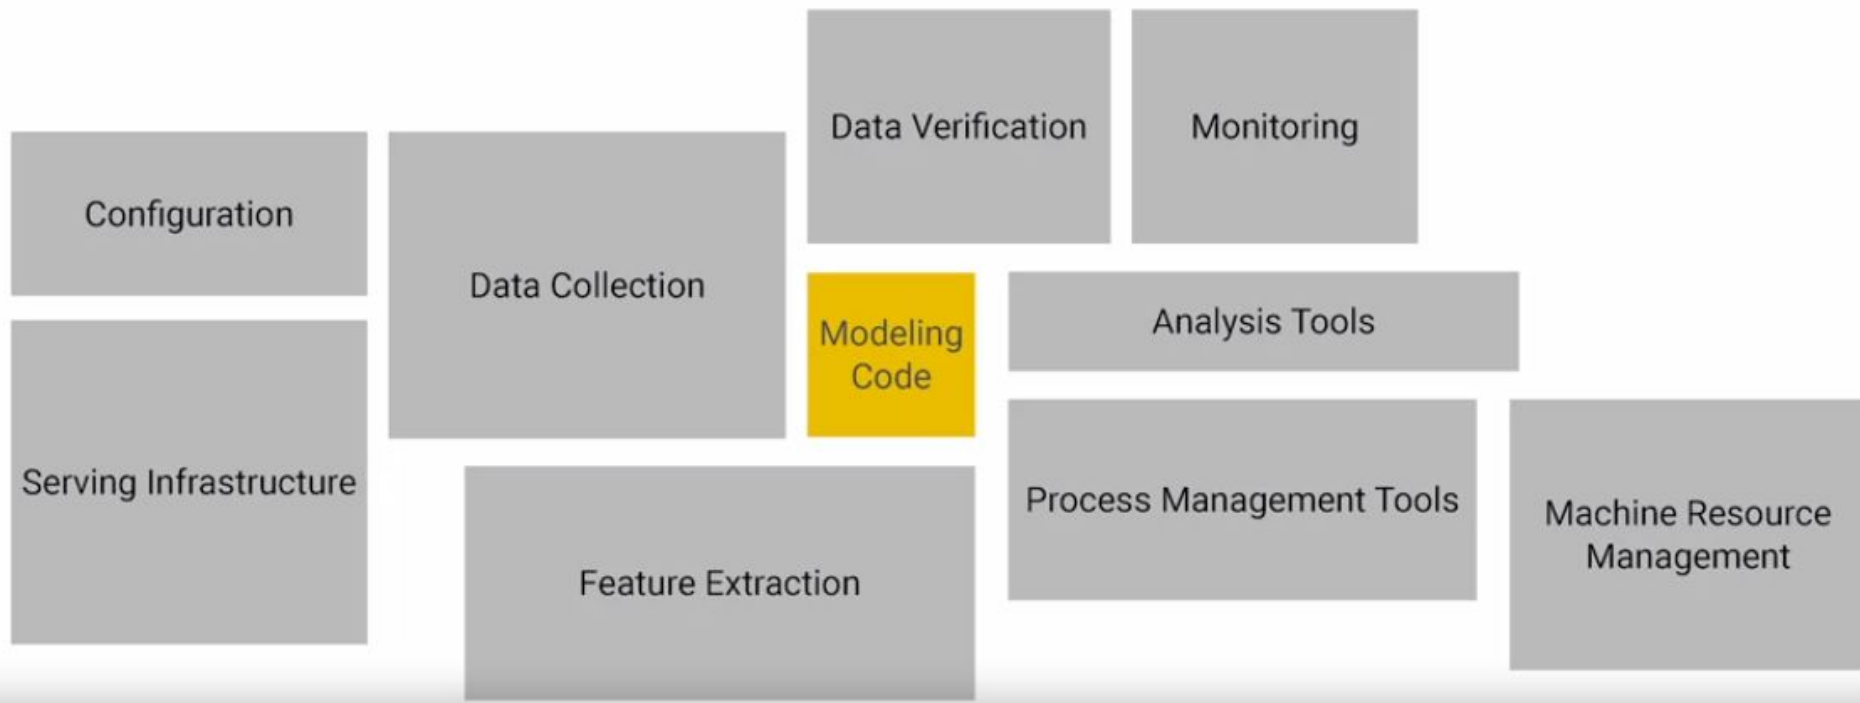 Data Verification
Monitoring
Configuration
Data Collection
Modeling
Code
Analysis Tools
Serving Infrastructure
Process Management Tools
Machine Resource
Management
Feature Extraction